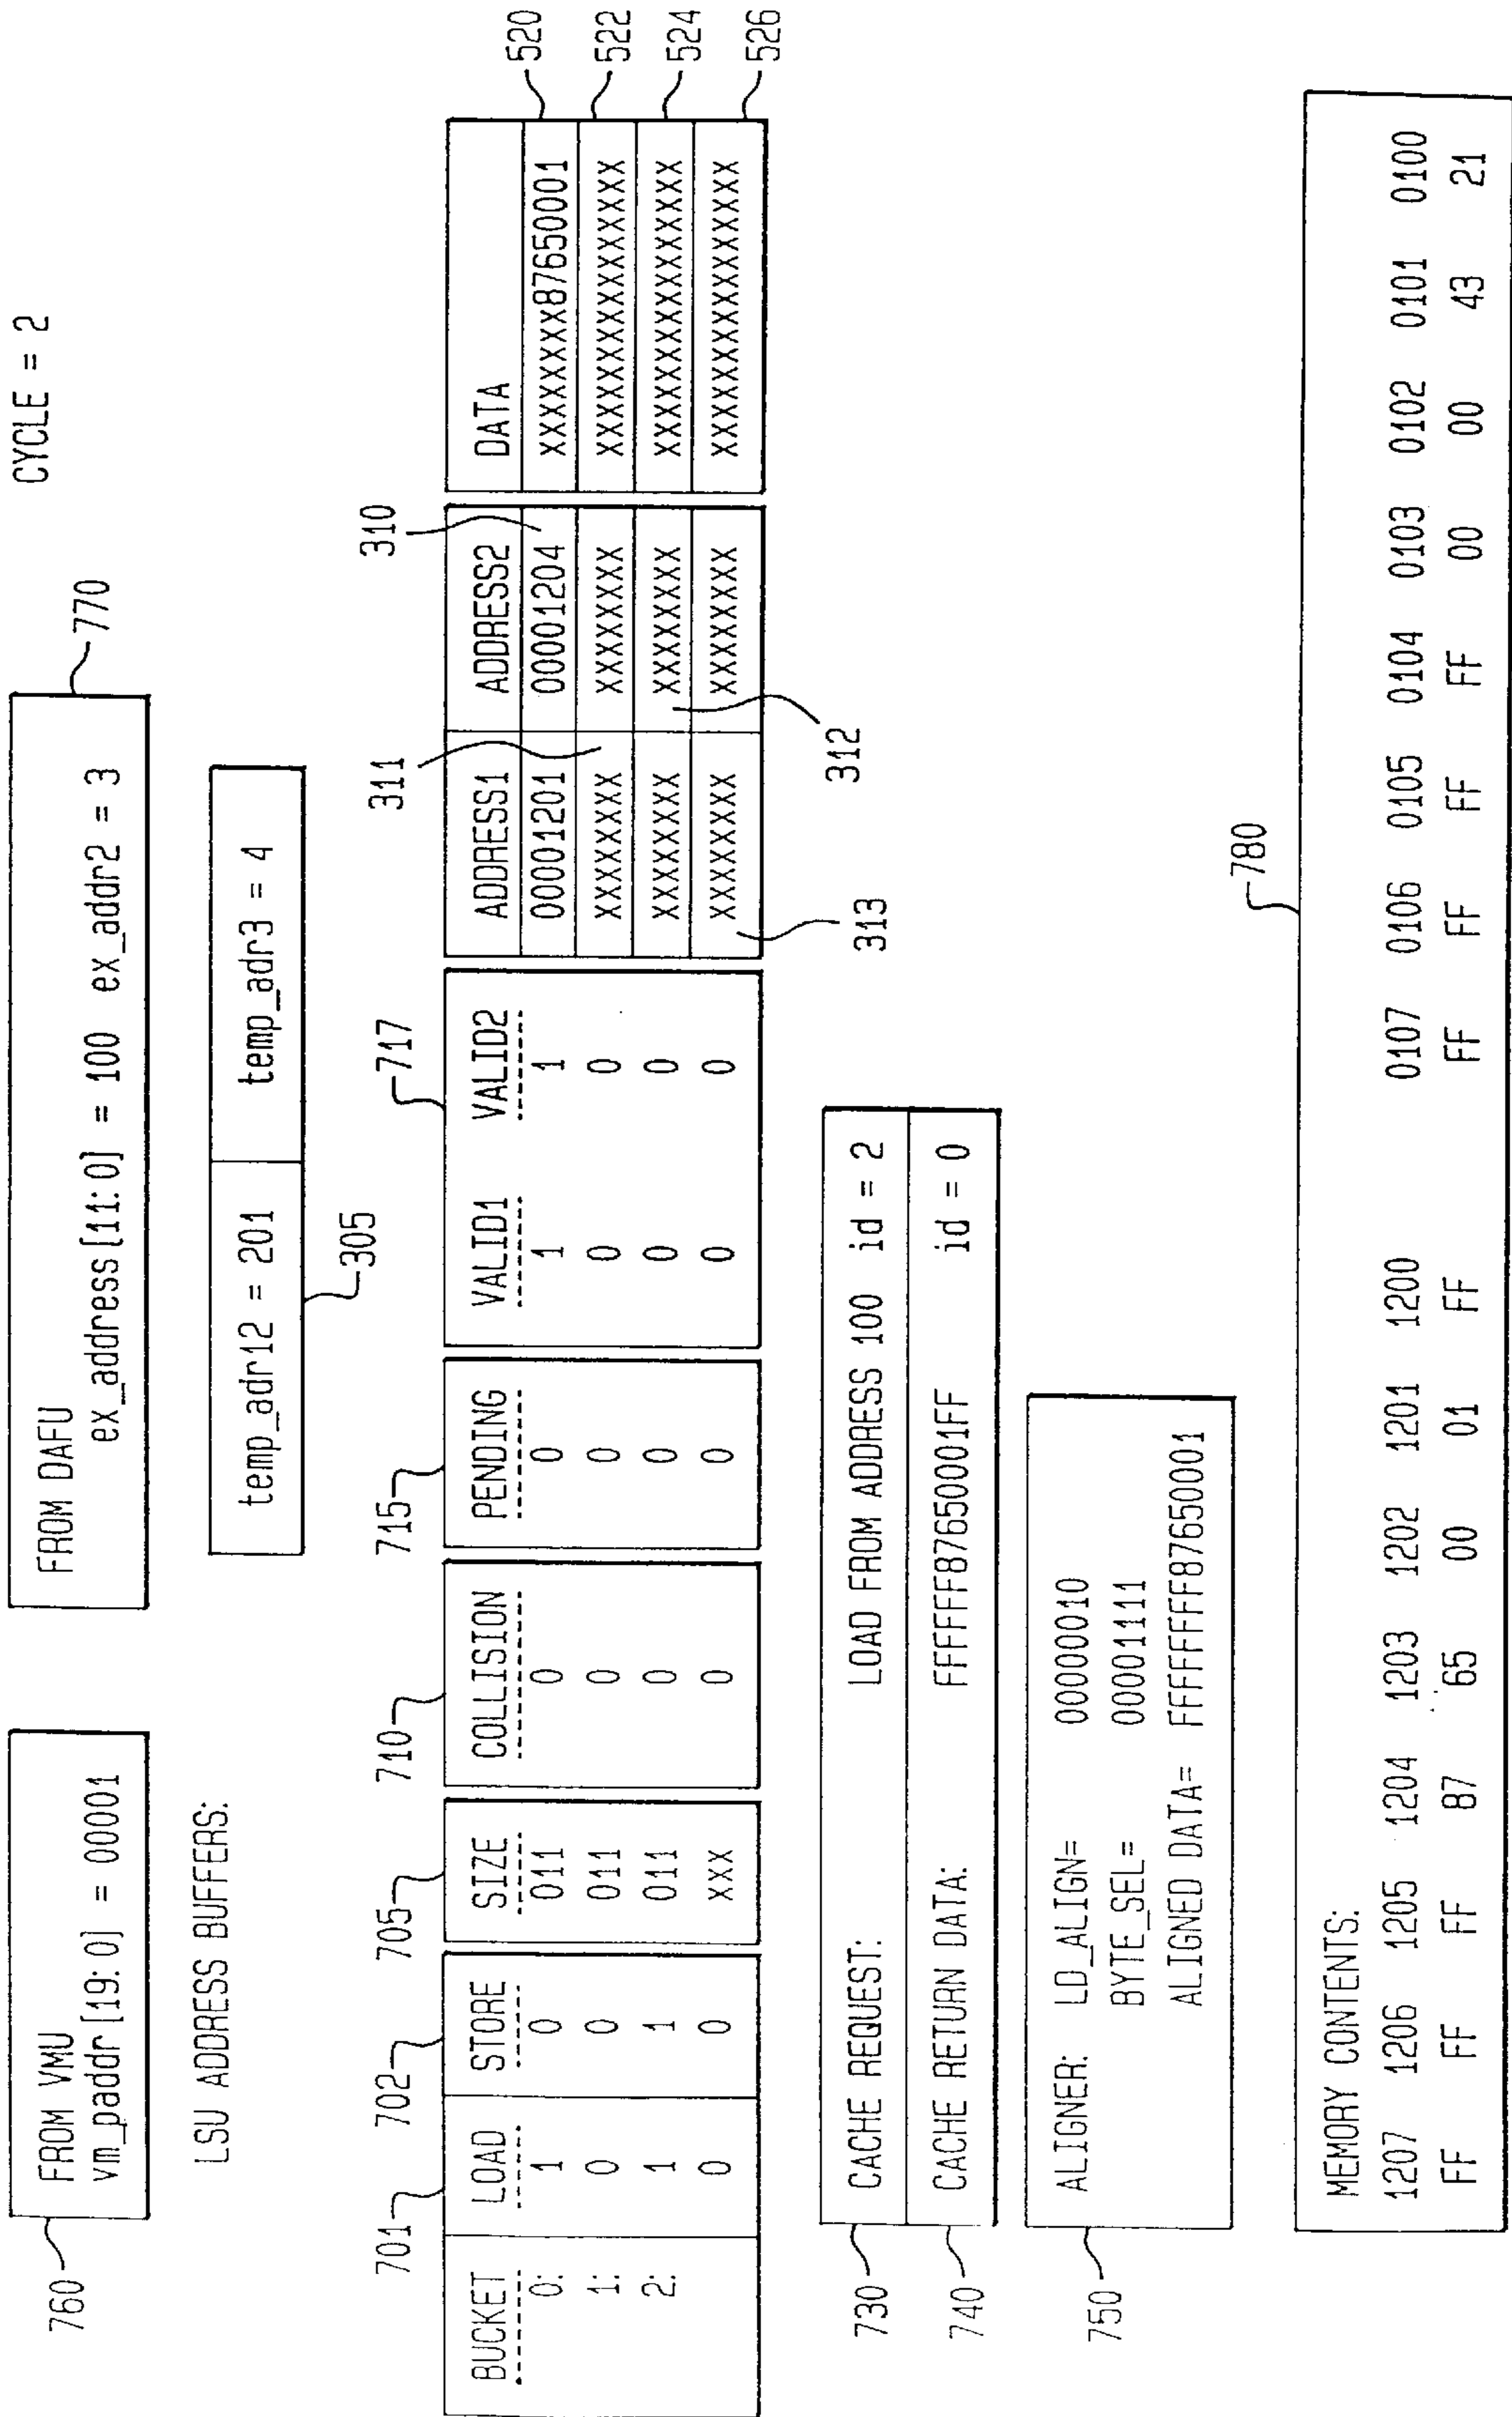 CYCLE = 2
FROM VMU
vm_paddr[19:0] = 00001
760
FROM DAFU
ex_address[11:0] = 100 ex_addr2 = 3
770
LSU ADDRESS BUFFERS:
temp_adr12 = 201 temp_adr3 = 4
305
701 702 705 710 715 717 311 310
BUCKET LOAD STORE SIZE COLLISION PENDING VALID1 VALID2 ADDRESS1 ADDRESS2 DATA
0: 1 0 011 0 0 1 1 00001201 00001204 XXXXXXX87650001 520
1: 0 0 011 0 0 0 0 XXXXXXXX XXXXXXXX XXXXXXXXXXXXXXXX 522
2: 1 1 011 0 0 0 0 XXXXXXXX XXXXXXXX XXXXXXXXXXXXXXXX 524
0 0 XXX 0 0 0 0 XXXXXXXX XXXXXXXX XXXXXXXXXXXXXXXX 526
313 312
730 CACHE REQUEST: LOAD FROM ADDRESS 100 id = 2
740 CACHE RETURN DATA: FFFFFF87650001FF id = 0
750
ALIGNER: LD_ALIGN= 00000010
BYTE_SEL= 00001111
ALIGNED DATA= FFFFFFFF87650001
780
MEMORY CONTENTS:
1207 1206 1205 1204 1203 1202 1201 1200 0107 0106 0105 0104 0103 0102 0101 0100
FF FF FF 87 65 00 01 FF FF FF FF FF 00 00 43 21